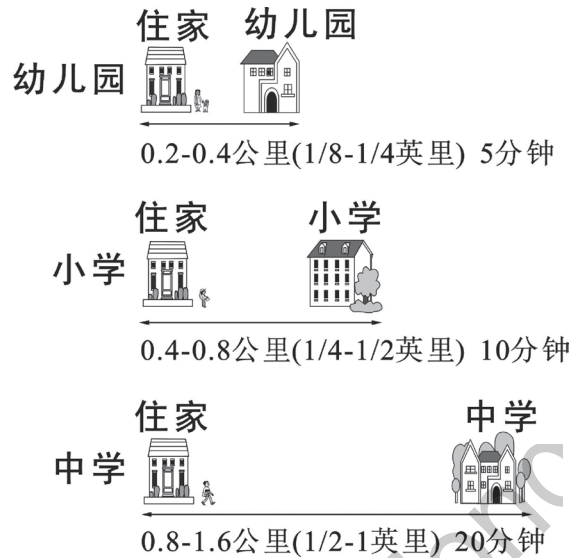 住家 幼儿园
幼儿园
0.2-0.4公里(1/8-1/4英里) 5分钟
住家 小学
小学
0.4-0.8公里(1/4-1/2英里) 10分钟
住家 中学
中学
0.8-1.6公里(1/2-1英里) 20分钟